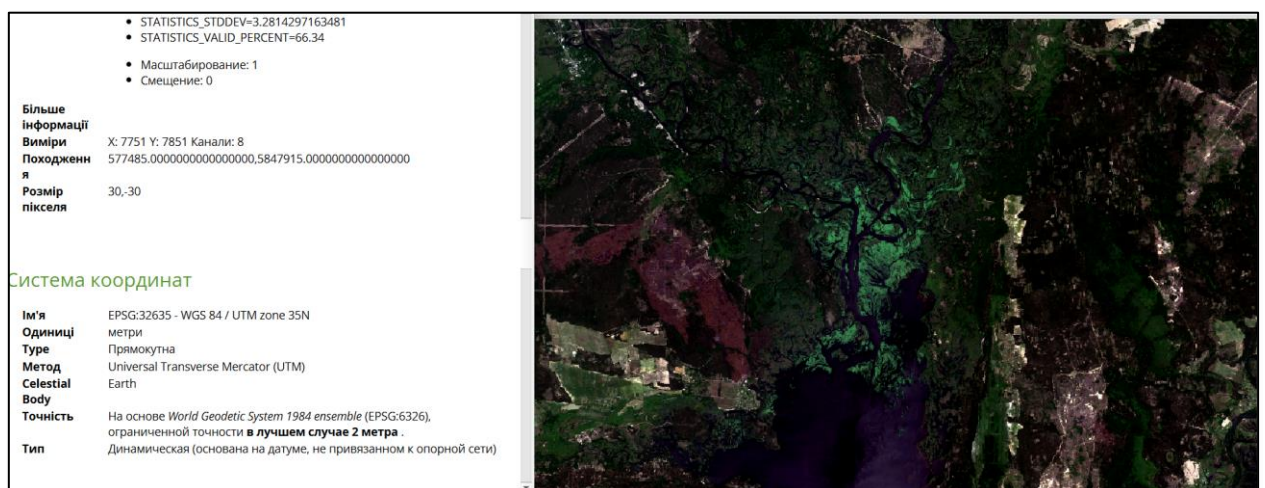 STATISTICS_STDDEV=3.2814297163481
STATISTICS_VALID_PERCENT=66.34
Масштабирование: 1
Смещение: 0
Більше
інформації
Виміри X: 7751 Y: 7851 Канали: 8
Походженн 577485.0000000000000000,5847915.0000000000000000
я
Розмір 30,-30
пікселя
Система координат
Ім'я EPSG:32635 - WGS 84 / UTM zone 35N
Одиниці метри
Type Прямокутна
Метод Universal Transverse Mercator (UTM)
Celestial Earth
Body
Точність На основе World Geodetic System 1984 ensemble (EPSG:6326),
ограниченной точности в лучшем случае 2 метра .
Тип Динамическая (основана на датуме, не привязанном к опорной сети)